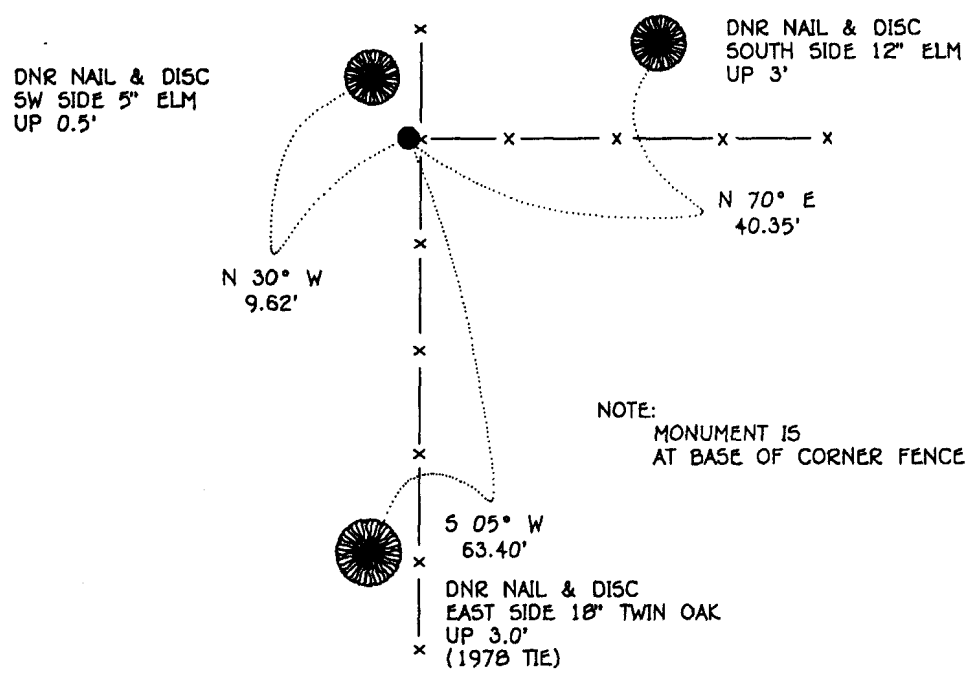 DNR NAIL & DISC
SW SIDE 5" ELM
UP 0.5'
DNR NAIL & DISC
SOUTH SIDE 12" ELM
UP 3'
N 70° E
40.35'
N 30° W
9.62'
NOTE:
MONUMENT IS
AT BASE OF CORNER FENCE
S 05° W
63.40'
DNR NAIL & DISC
EAST SIDE 18" TWIN OAK
UP 3.0'
(1978 TIE)